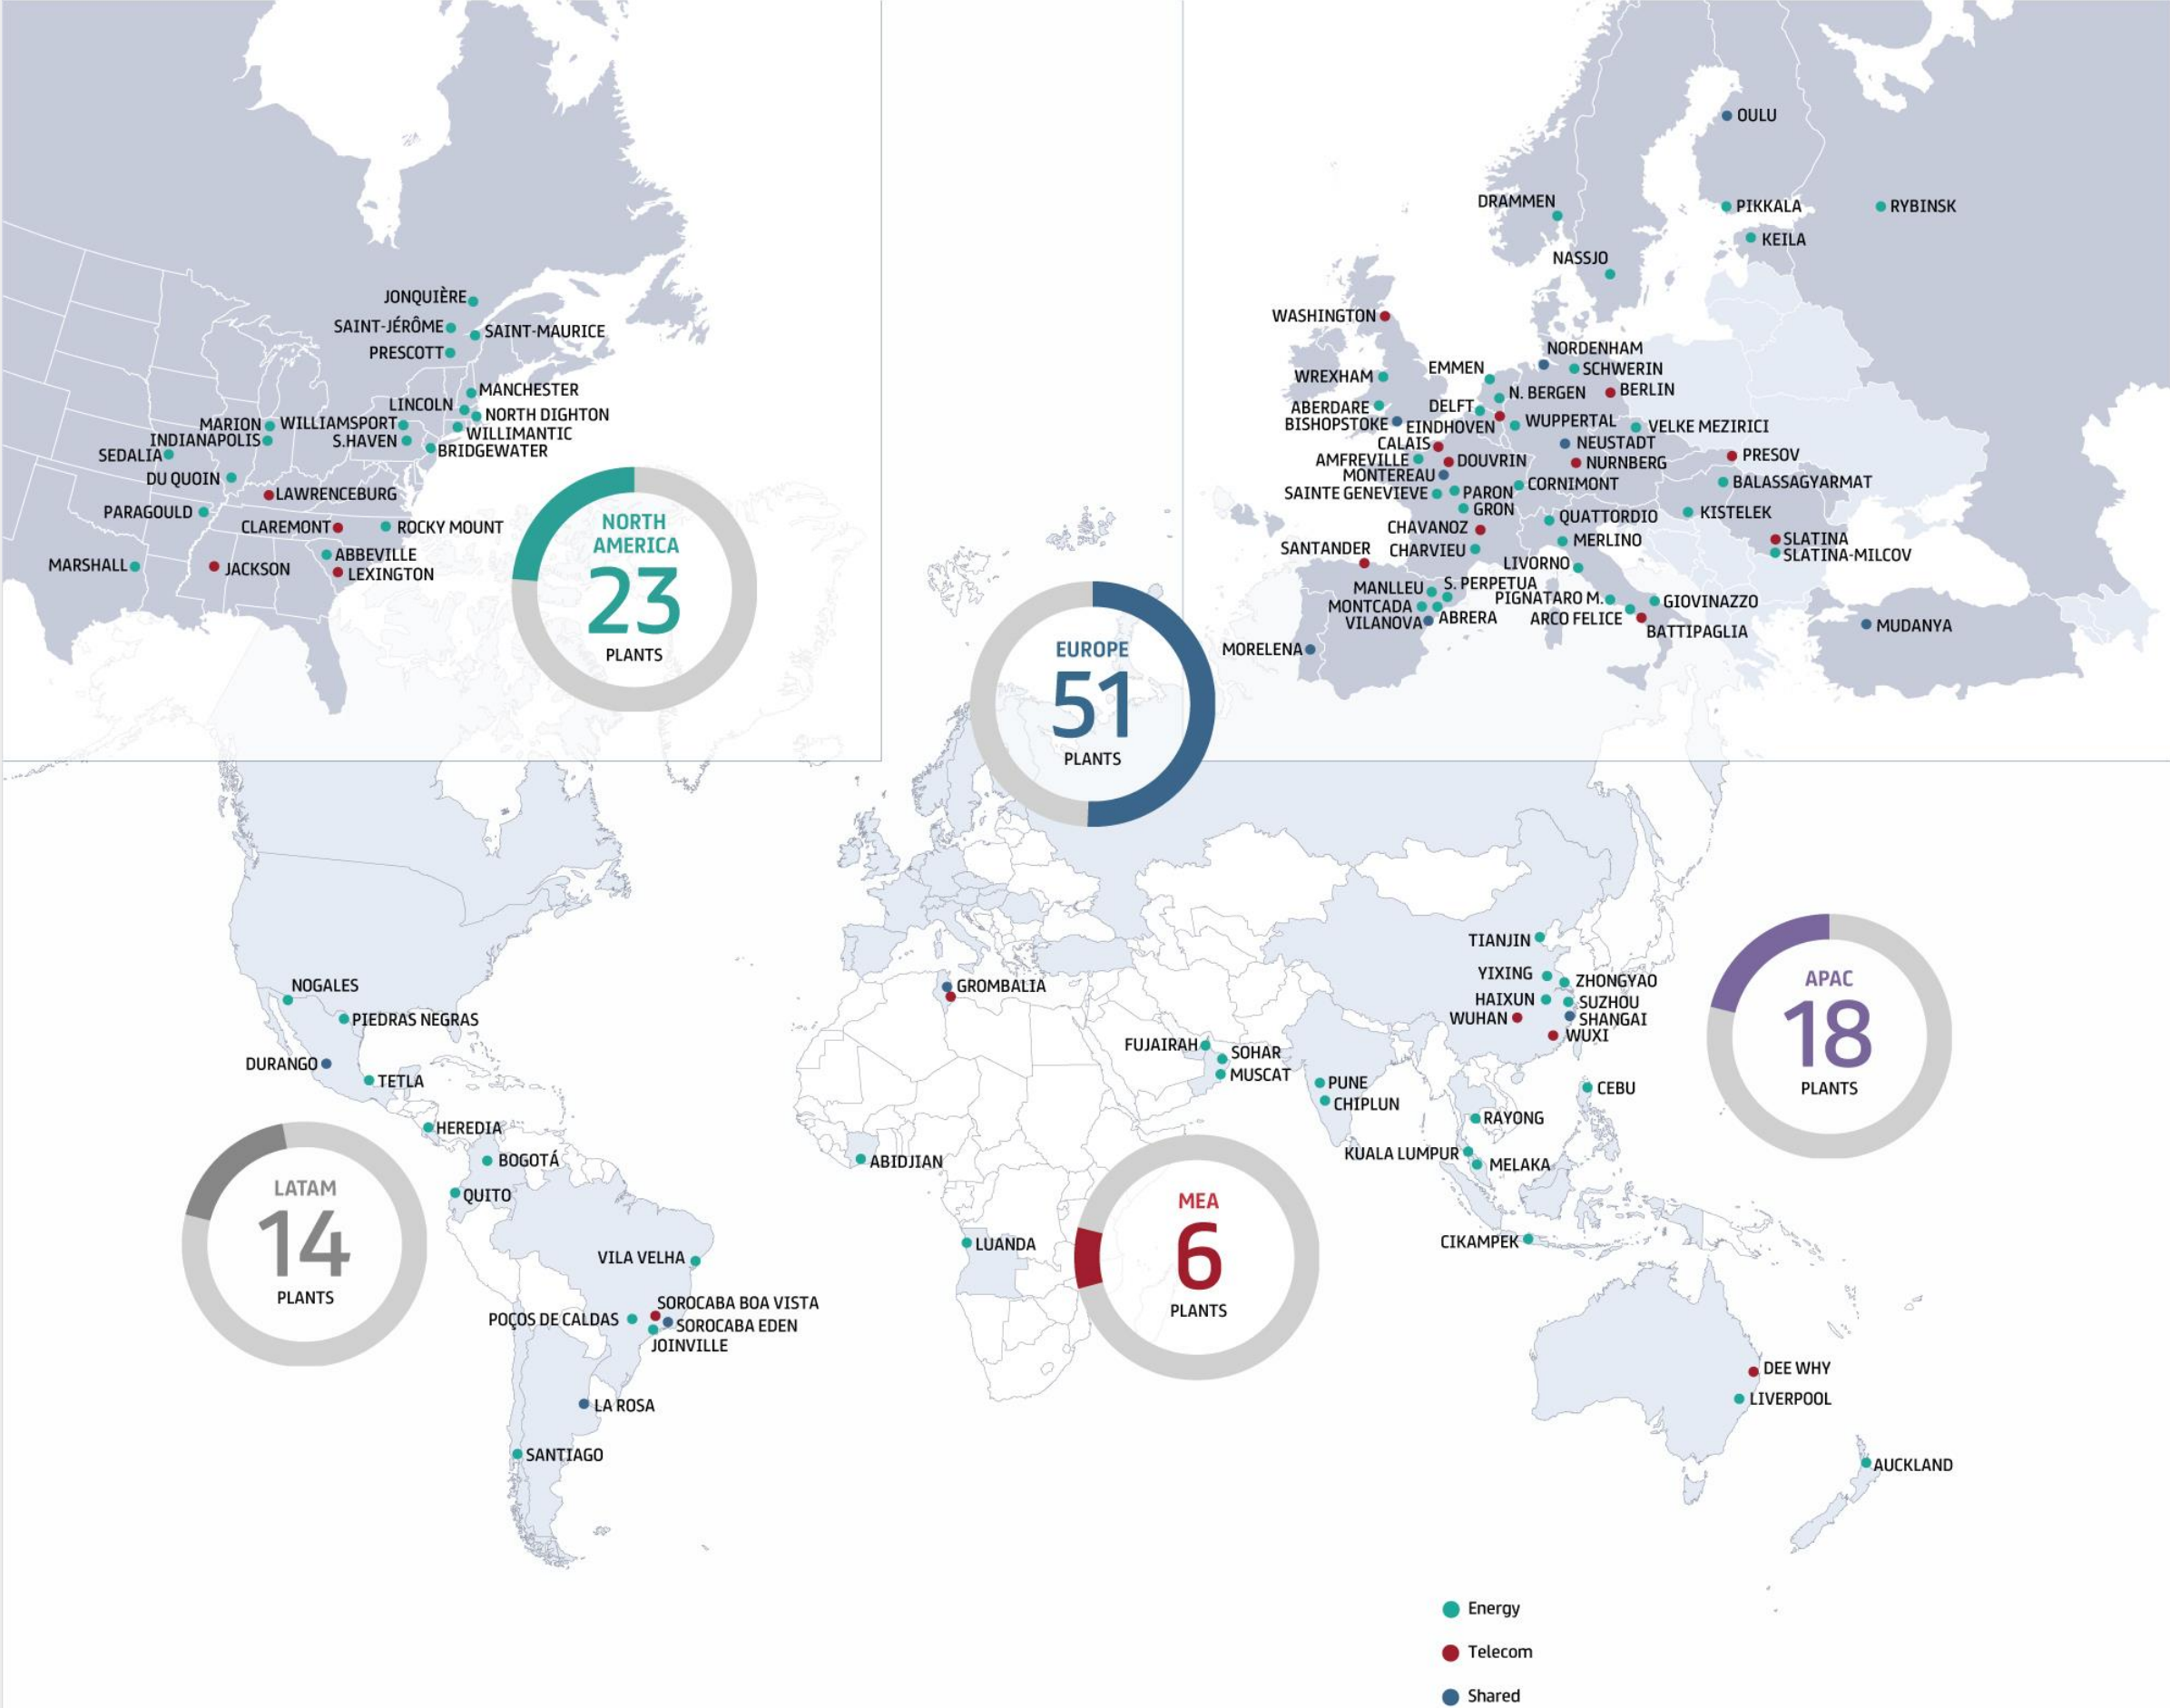 JONQUIÈRE
SAINT-JÉRÔME
SAINT-MAURICE
PRESCOTT
MANCHESTER
LINCOLN
NORTH DIGHTON
MARION
WILLIAMSPORT
WILLIMANTIC
INDIANAPOLIS
S.HAVEN
BRIDGEWATER
SEDALIA
DU QUOIN
LAWRENCEBURG
PARAGOULD
CLAREMONT
ROCKY MOUNT
ABBEVILLE
MARSHALL
JACKSON
LEXINGTON
NORTH
AMERICA
23
PLANTS
OULU
DRAMMEN
PIKKALA
RYBINSK
KEILA
NASSJO
WASHINGTON
NORDENHAM
EMMEN
SCHWERIN
WREXHAM
N. BERGEN
BERLIN
ABERDARE
DELFT
BISHOPSTOKE
EINDHOVEN
WUPPERTAL
VELKE MEZIRICI
CALAIS
NEUSTADT
AMFREVILLE
DOUVRIN
NURNBERG
PRESOV
MONTEREAU
CORNIMONT
BALASSAGYARMAT
SAINTE GENEVIEVE
PARON
GRON
QUATTORDIO
KISTELEK
CHAVANOZ
MERLINO
SLATINA
SANTANDER
CHARVIEU
SLATINA-MILCOV
LIVORNO
MANLLEU
S. PERPETUA
PIGNATARO M.
GIOVINAZZO
MONTCADA
VILANOVA
ABRERA
ARCO FELICE
BATTIPAGLIA
MUDANYA
MORELENA
EUROPE
51
PLANTS
TIANJIN
YIXING
ZHONGYAO
HAIXUN
SUZHOU
WUHAN
SHANGAI
WUXI
APAC
18
PLANTS
NOGALES
PIEDRAS NEGRAS
DURANGO
TETLA
GROMBALIA
FUJAIRAH
SOHAR
MUSCAT
PUNE
CHIPLUN
CEBU
RAYONG
KUALA LUMPUR
MELAKA
CIKAMPEK
HEREDIA
BOGOTÁ
QUITO
LATAM
14
PLANTS
ABIDJIAN
LUANDA
MEA
6
PLANTS
VILA VELHA
SOROCABA BOA VISTA
POÇOS DE CALDAS
SOROCABA EDEN
JOINVILLE
LA ROSA
SANTIAGO
DEE WHY
LIVERPOOL
AUCKLAND
Energy
Telecom
Shared